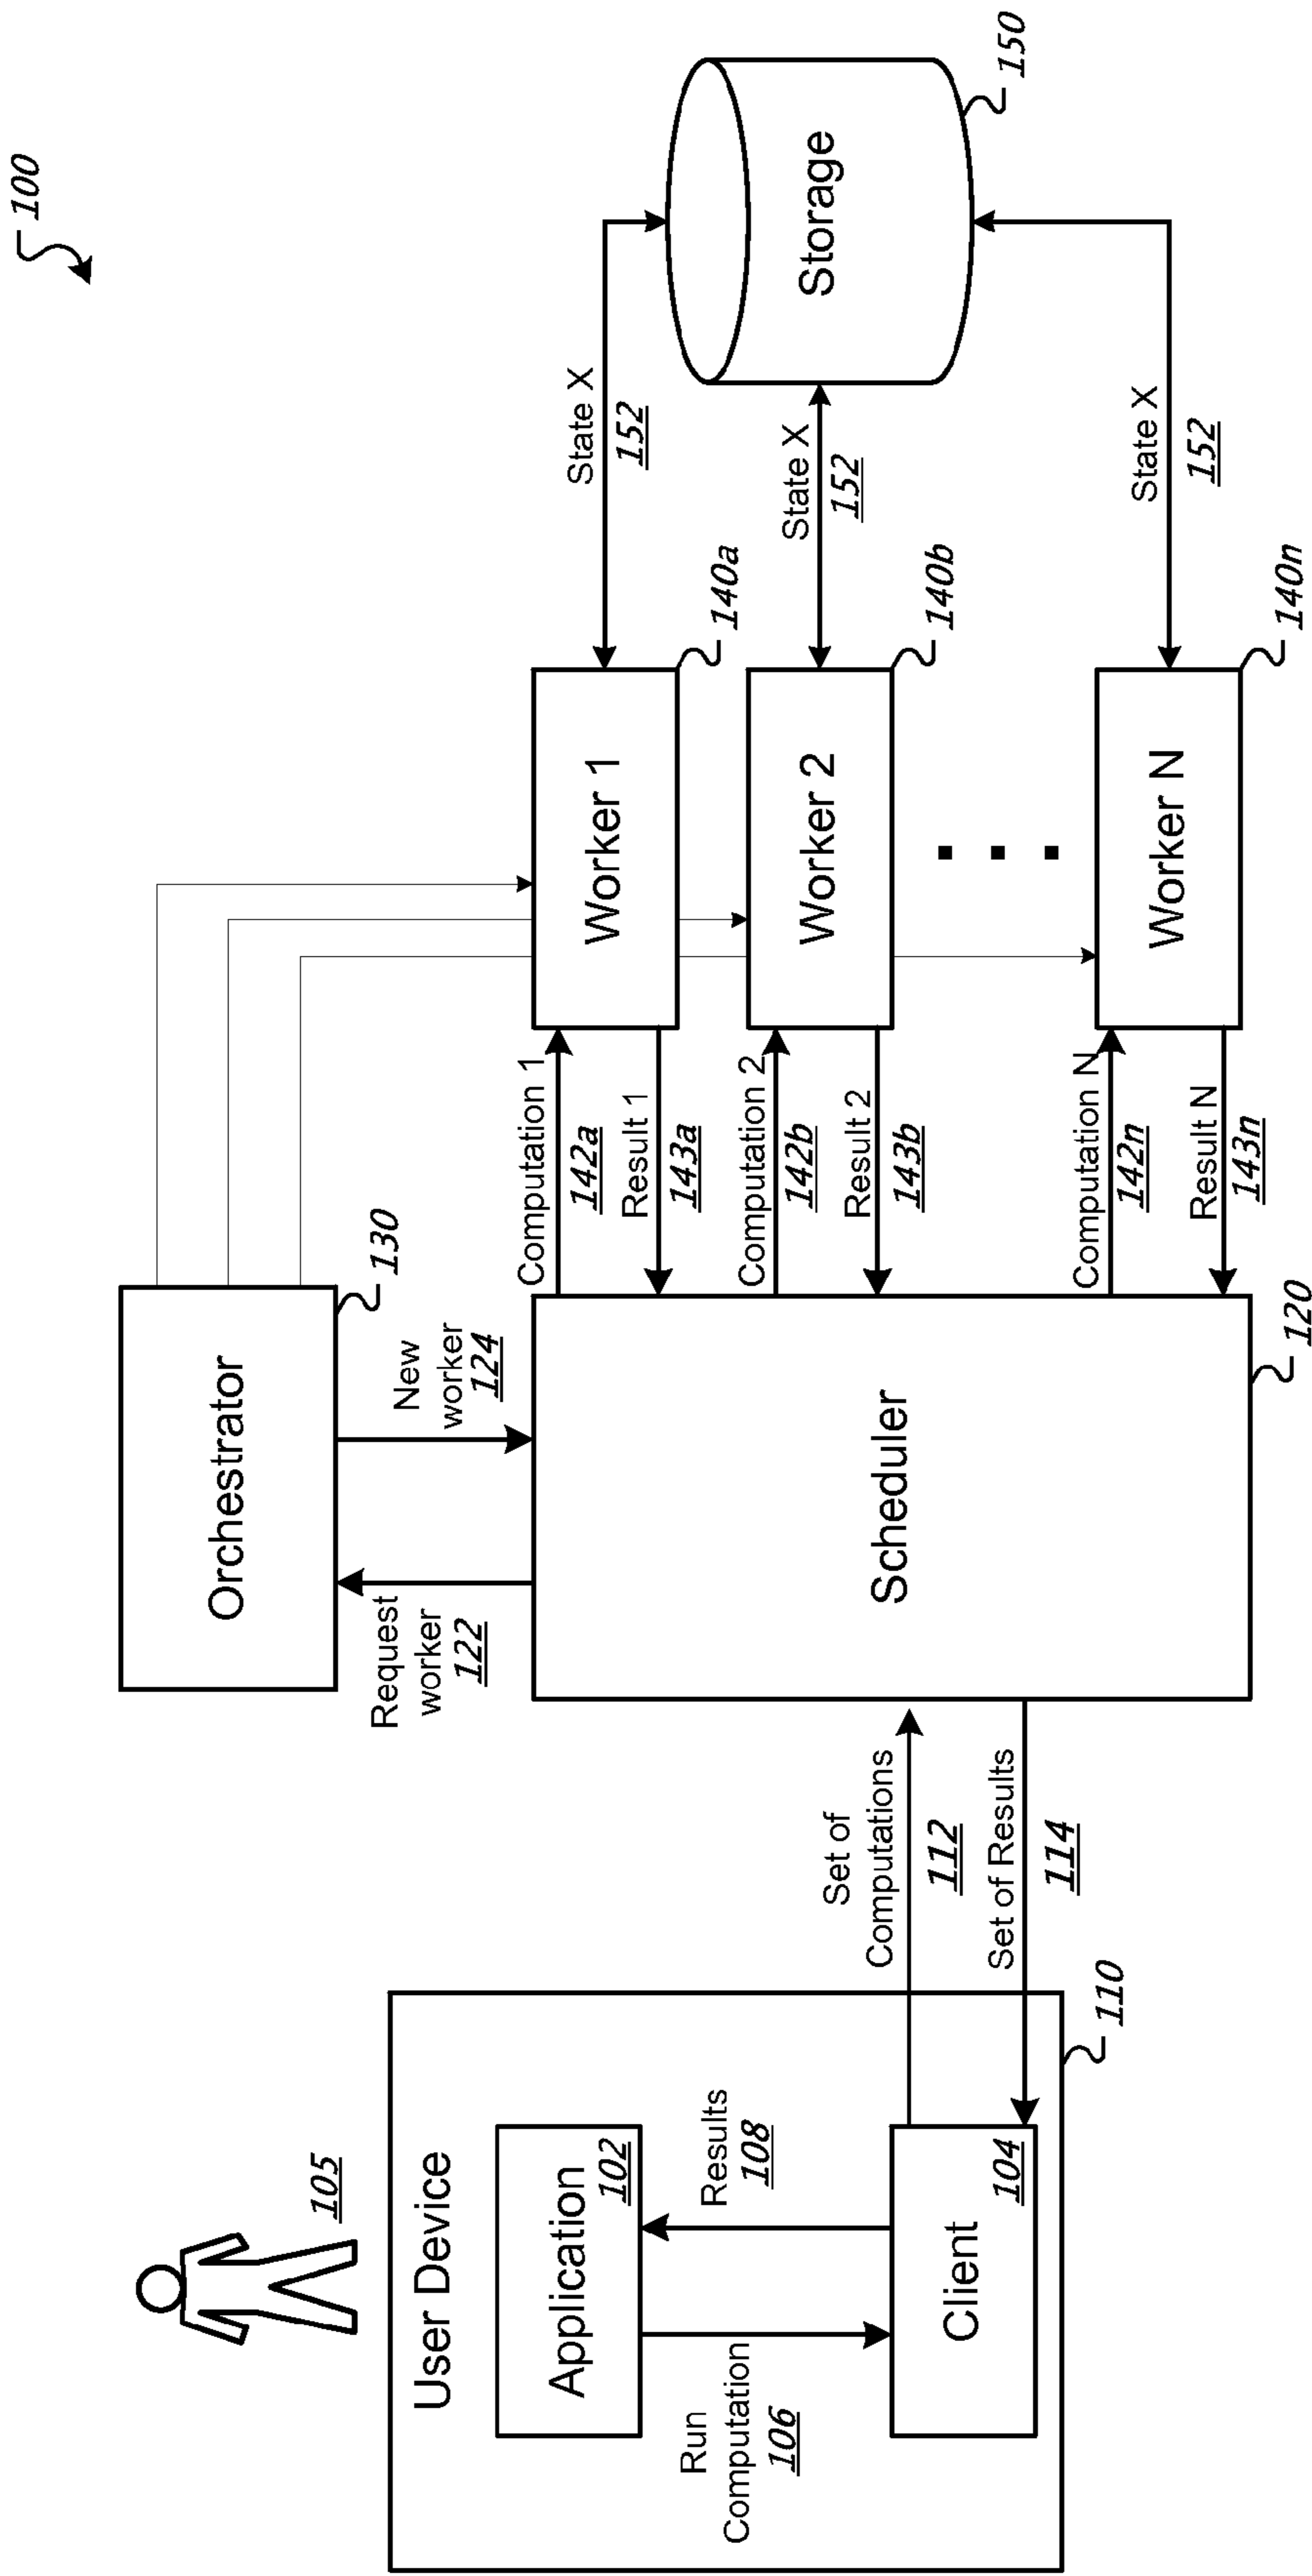 100
105
User Device
Application
102
Run
Computation
106
Results
108
Client
104
110
Set of
Computations
112
Set of Results
114
Orchestrator
130
Request
worker
122
New
worker
124
Scheduler
120
Computation 1
142a
Result 1
143a
Computation 2
142b
Result 2
143b
Computation N
142n
Result N
143n
Worker 1
140a
Worker 2
140b
Worker N
140n
State X
152
State X
152
State X
152
Storage
150